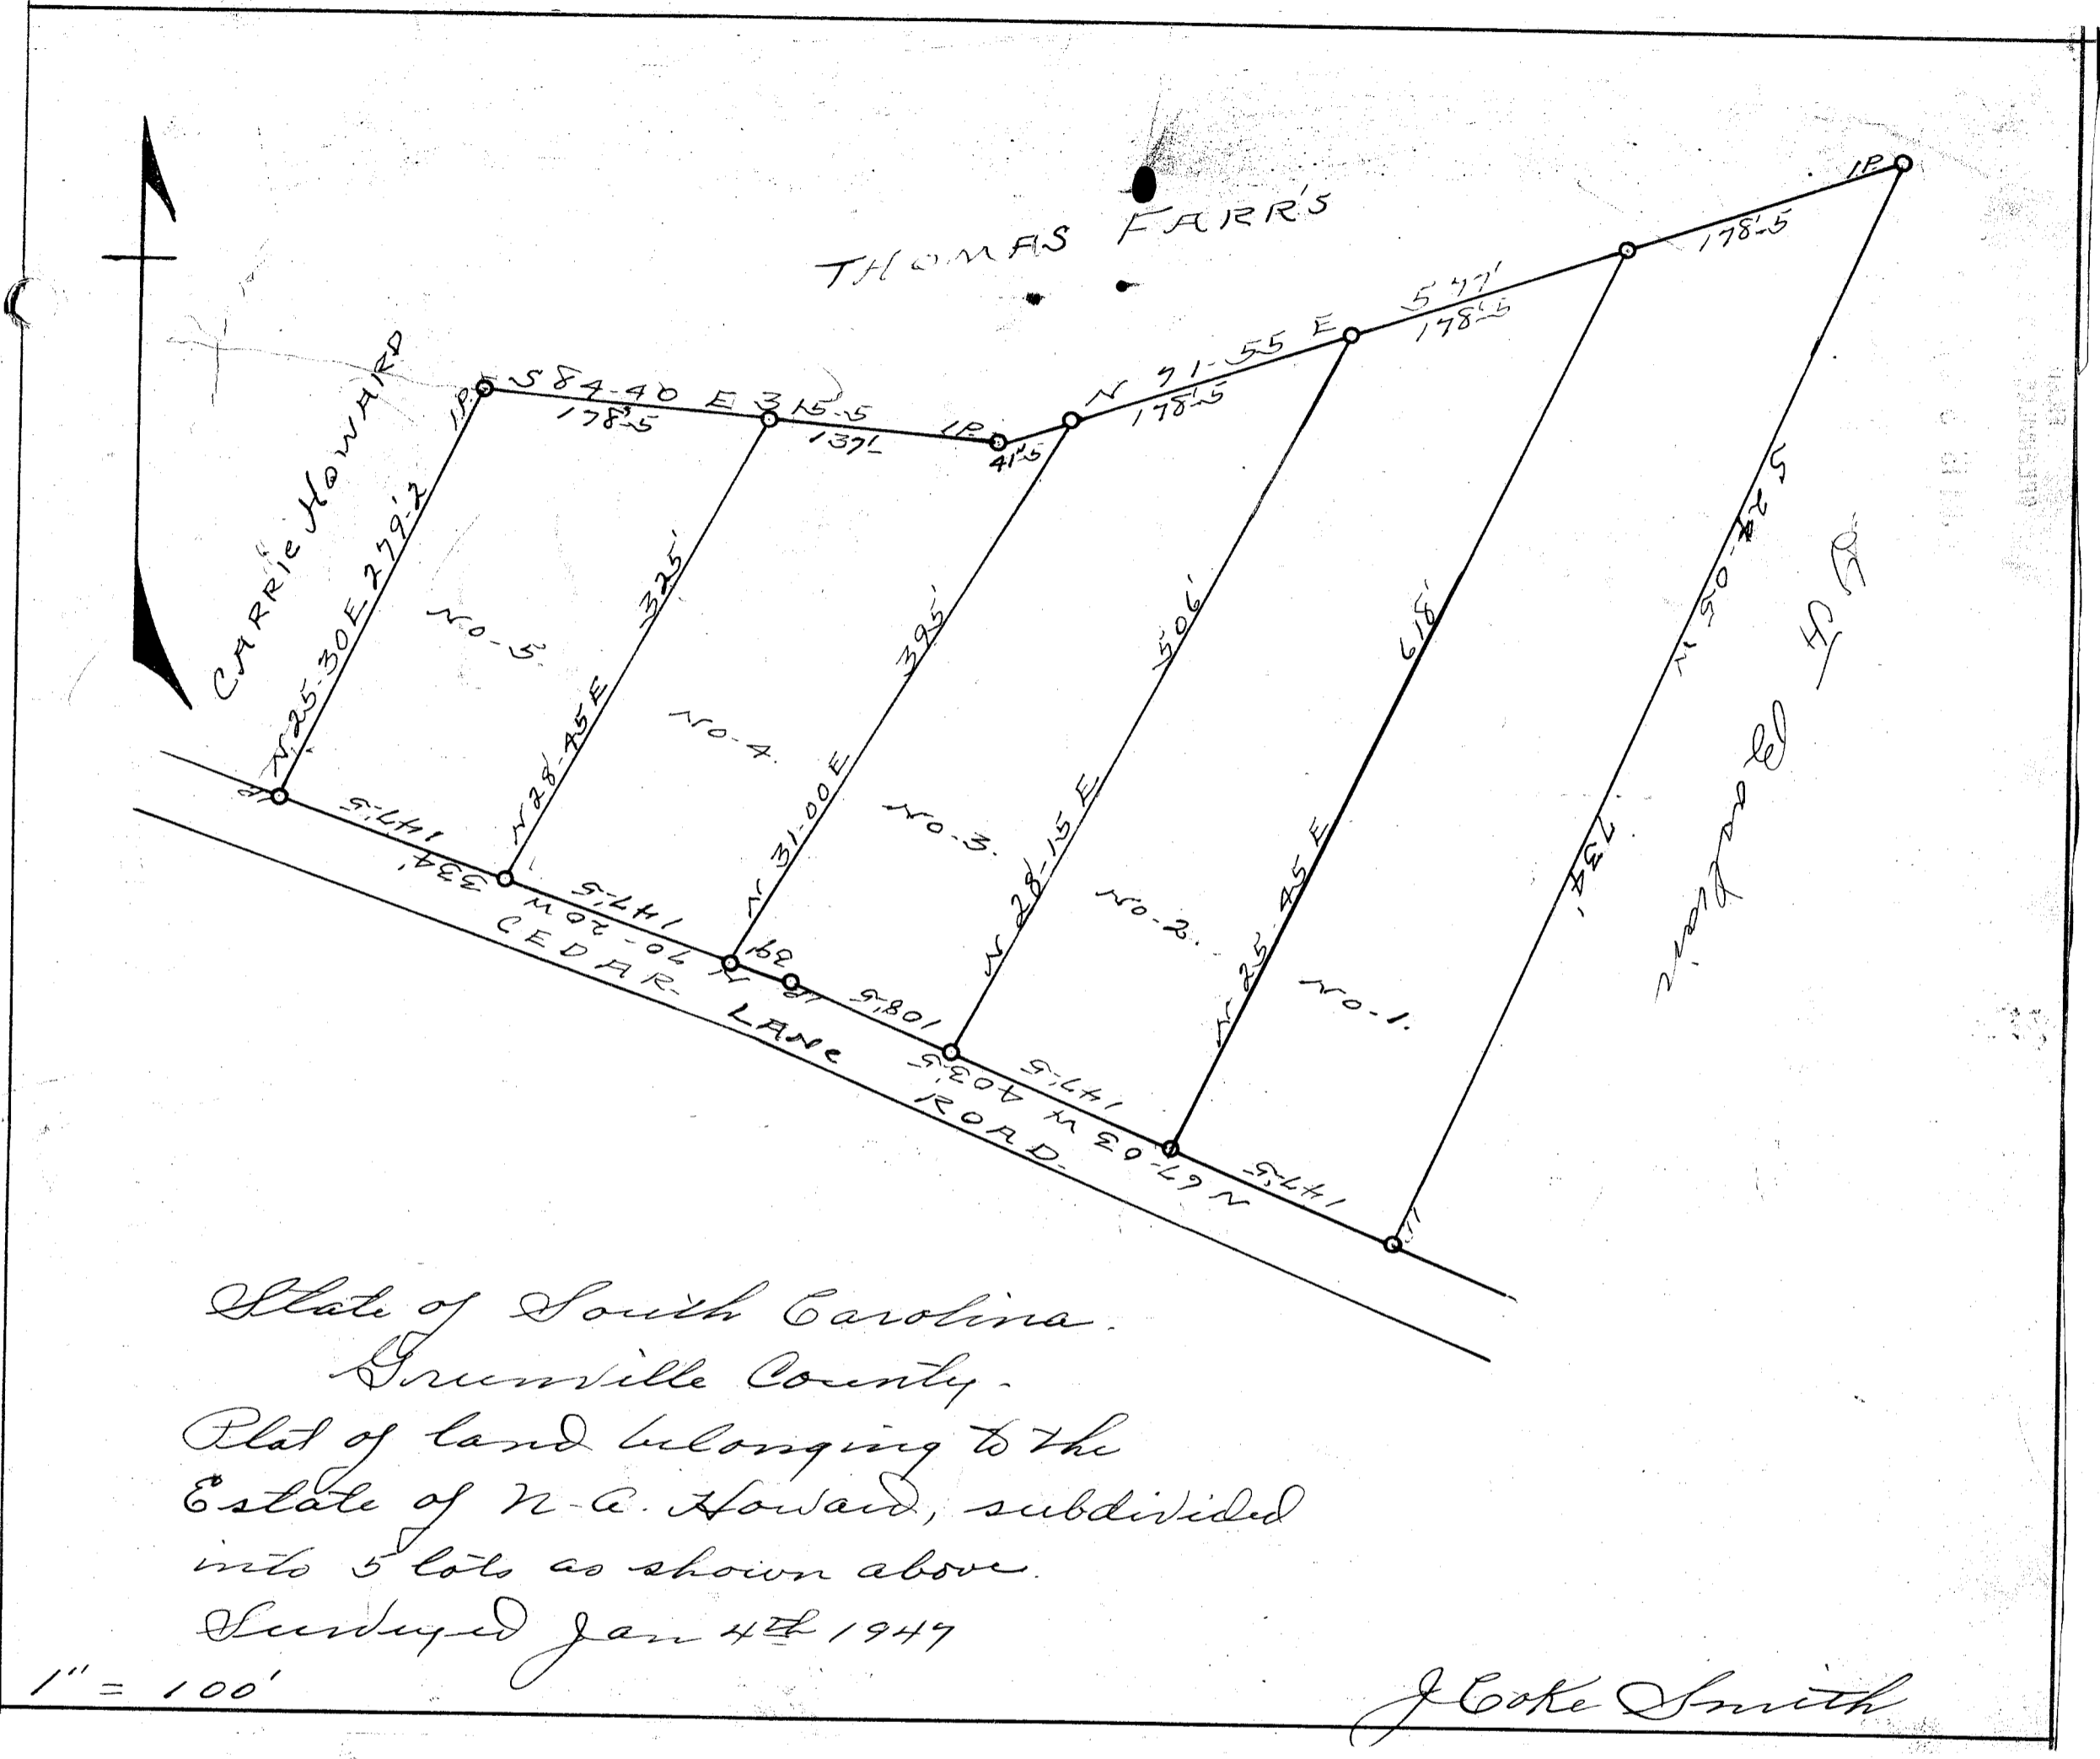 THOMAS FARR'S
I.P.
178'-5
577'
178'-5
N 71-55 E
178'-5
41'-5
I.P.
S 84-40 E 315-5
178'-5
137'-
I.P.
CARRIE HOWARD
N 25-30 E 279'-2
N 28-45 E 325'
N 31-00 E 395'
N 28-15 E 506'
N 25-45 E 618'
734'
NO-5.
NO-4.
NO-3.
NO-2.
NO-1.
IP
147'-5
334'
147'-5
N 70-20 W
39'
IP
108'-5
403'-5
147'-5
N 67-03 W
147'-5
CEDAR LANE ROAD
State of South Carolina.
Greenville County-
Plat of land belonging to the
Estate of N-A. Howard, subdivided
into 5 lots as shown above.
Surveyed Jan 4th 1947
1" = 100'
J Coke Smith